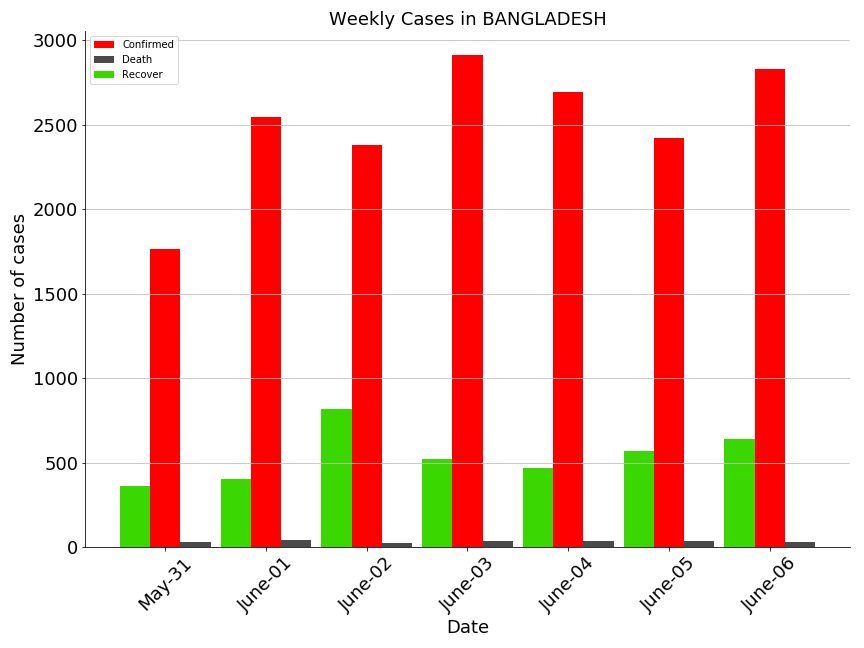 Weekly Cases in BANGLADESH
Confirmed
Death
Recover
Number of cases
3000
2500
2000
1500
1000
500
0
May-31
June-01
June-02
June-03
June-04
June-05
June-06
Date